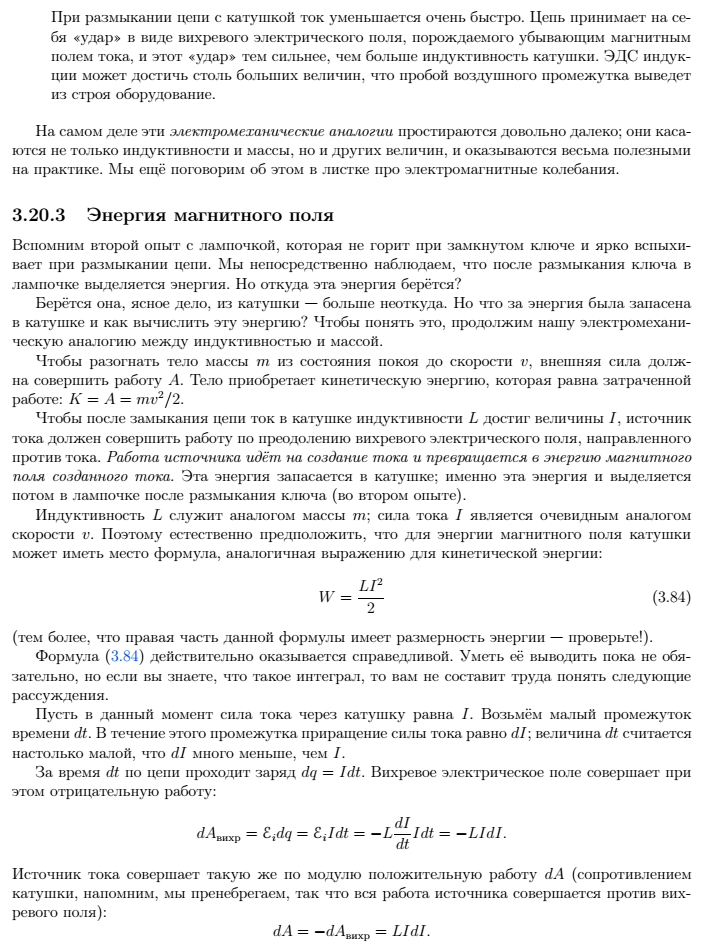 При размыкании цепи с катушкой ток уменьшается очень быстро. Цепь принимает на се-
бя «удар» в виде вихревого электрического поля, порождаемого убывающим магнитным
полем тока, и этот «удар» тем сильнее, чем больше индуктивность катушки. ЭДС индук-
ции может достичь столь больших величин, что пробой воздушного промежутка выведет
из строя оборудование.
На самом деле эти электромеханические аналогии простираются довольно далеко; они каса-
ются не только индуктивности и массы, но и других величин, и оказываются весьма полезными
на практике. Мы ещё поговорим об этом в листке про электромагнитные колебания.
3.20.3 Энергия магнитного поля
Вспомним второй опыт с лампочкой, которая не горит при замкнутом ключе и ярко вспыхи-
вает при размыкании цепи. Мы непосредственно наблюдаем, что после размыкания ключа в
лампочке выделяется энергия. Но откуда эта энергия берётся?
Берётся она, ясное дело, из катушки — больше неоткуда. Но что за энергия была запасена
в катушке и как вычислить эту энергию? Чтобы понять это, продолжим нашу электромехани-
ческую аналогию между индуктивностью и массой.
Чтобы разогнать тело массы m из состояния покоя до скорости v, внешняя сила долж-
на совершить работу A. Тело приобретает кинетическую энергию, которая равна затраченной
работе: K = A = mv²/2.
Чтобы после замыкания цепи ток в катушке индуктивности L достиг величины I, источник
тока должен совершить работу по преодолению вихревого электрического поля, направленного
против тока. Работа источника идёт на создание тока и превращается в энергию магнитного
поля созданного тока. Эта энергия запасается в катушке; именно эта энергия и выделяется
потом в лампочке после размыкания ключа (во втором опыте).
Индуктивность L служит аналогом массы m; сила тока I является очевидным аналогом
скорости v. Поэтому естественно предположить, что для энергии магнитного поля катушки
может иметь место формула, аналогичная выражению для кинетической энергии:
W = LI²/2 (3.84)
(тем более, что правая часть данной формулы имеет размерность энергии — проверьте!).
Формула (3.84) действительно оказывается справедливой. Уметь её выводить пока не обя-
зательно, но если вы знаете, что такое интеграл, то вам не составит труда понять следующие
рассуждения.
Пусть в данный момент сила тока через катушку равна I. Возьмём малый промежуток
времени dt. В течение этого промежутка приращение силы тока равно dI; величина dt считается
настолько малой, что dI много меньше, чем I.
За время dt по цепи проходит заряд dq = Idt. Вихревое электрическое поле совершает при
этом отрицательную работу:
dAвихр = ℰidq = ℰiIdt = −L dI/dt Idt = −LIdI.
Источник тока совершает такую же по модулю положительную работу dA (сопротивлением
катушки, напомним, мы пренебрегаем, так что вся работа источника совершается против вих-
ревого поля):
dA = −dAвихр = LIdI.